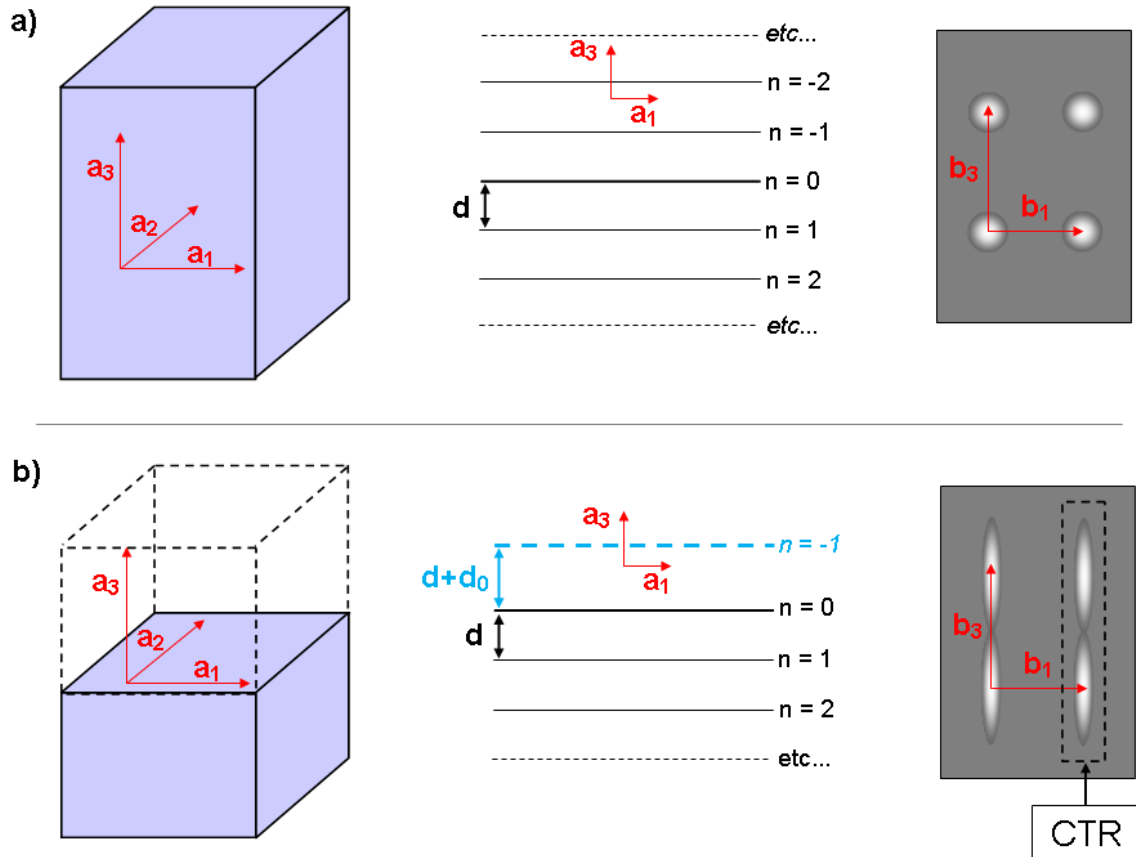 a)
a3
a2
a1
etc...
a3
n = -2
a1
n = -1
n = 0
d
n = 1
n = 2
etc...
b3
b1
b)
a3
a2
a1
a3
n = -1
a1
d+d0
n = 0
d
n = 1
n = 2
etc...
b3
b1
CTR